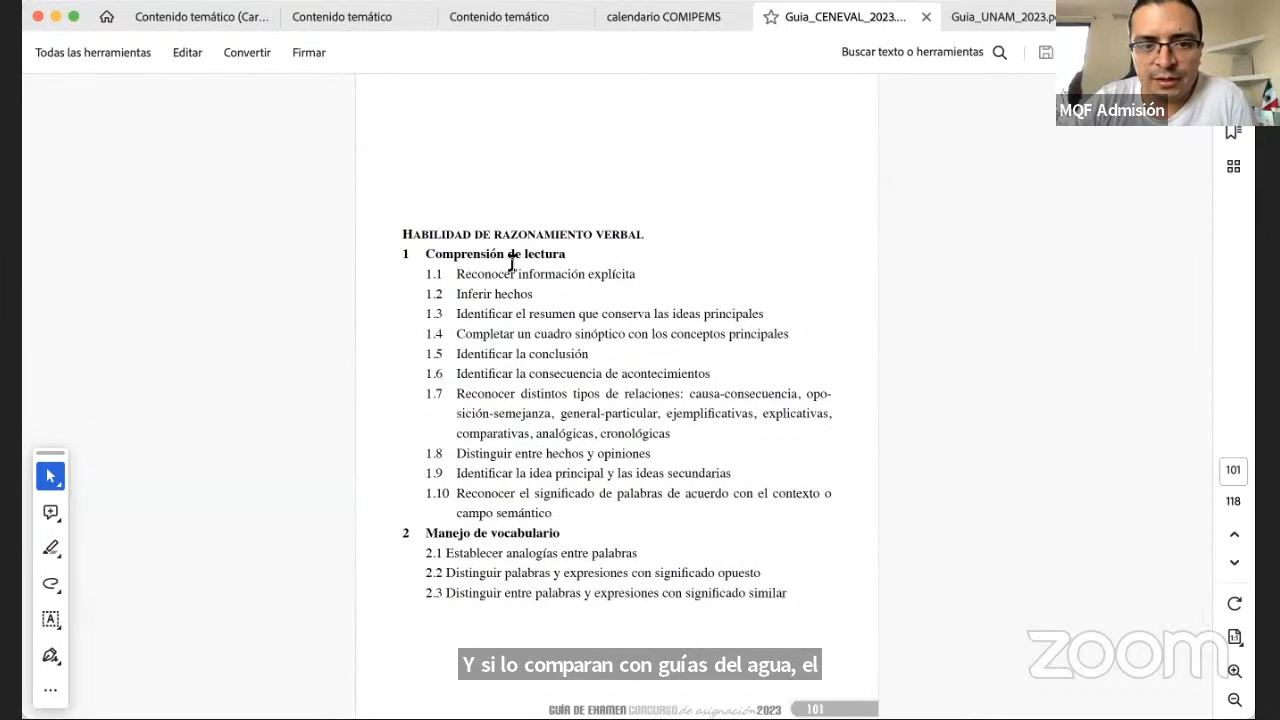 Contenido temático (Car...
Contenido temático
Contenido temático
calendario COMIPEMS
Guia_CENEVAL_2023....
Guia_UNAM_2023.p
Todas las herramientas
Editar
Convertir
Firmar
Buscar texto o herramientas
MQF Admisión
HABILIDAD DE RAZONAMIENTO VERBAL
1 Comprensión de lectura
1.1 Reconocer información explícita
1.2 Inferir hechos
1.3 Identificar el resumen que conserva las ideas principales
1.4 Completar un cuadro sinóptico con los conceptos principales
1.5 Identificar la conclusión
1.6 Identificar la consecuencia de acontecimientos
1.7 Reconocer distintos tipos de relaciones: causa-consecuencia, opo-
sición-semejanza, general-particular, ejemplificativas, explicativas,
comparativas, analógicas, cronológicas
1.8 Distinguir entre hechos y opiniones
1.9 Identificar la idea principal y las ideas secundarias
1.10 Reconocer el significado de palabras de acuerdo con el contexto o
campo semántico
2 Manejo de vocabulario
2.1 Establecer analogías entre palabras
2.2 Distinguir palabras y expresiones con significado opuesto
2.3 Distinguir entre palabras y expresiones con significado similar
101
118
Y si lo comparan con guías del agua, el
zoom
GUÍA DE EXAMEN CONCURSO de asignación 2023 101